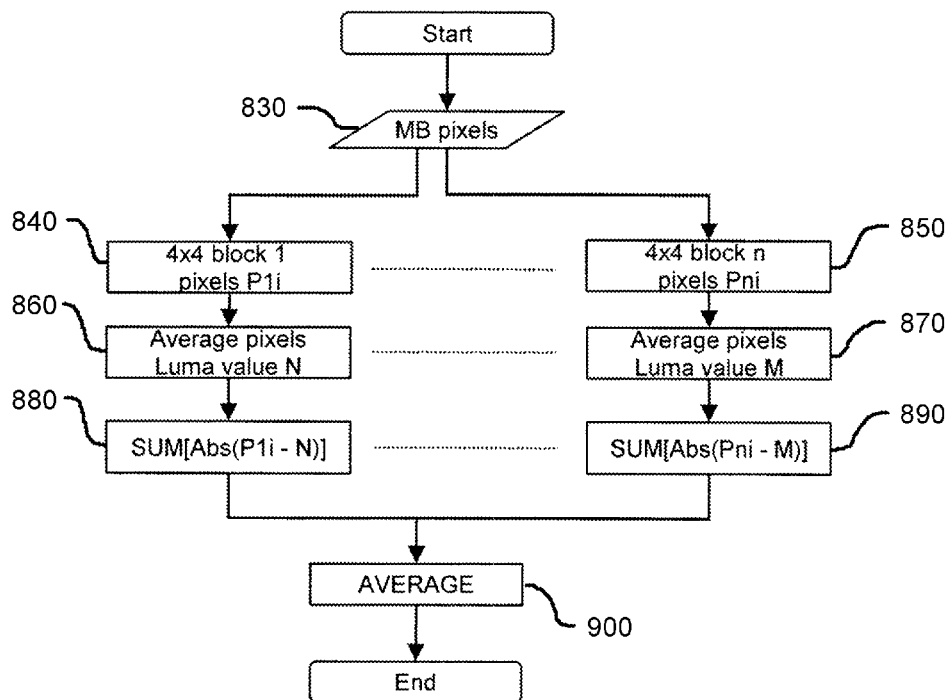 Start
830
MB pixels
840
4x4 block 1
pixels P1i
4x4 block n
pixels Pni
850
860
Average pixels
Luma value N
Average pixels
Luma value M
870
880
SUM[Abs(P1i - N)]
SUM[Abs(Pni - M)]
890
AVERAGE
900
End